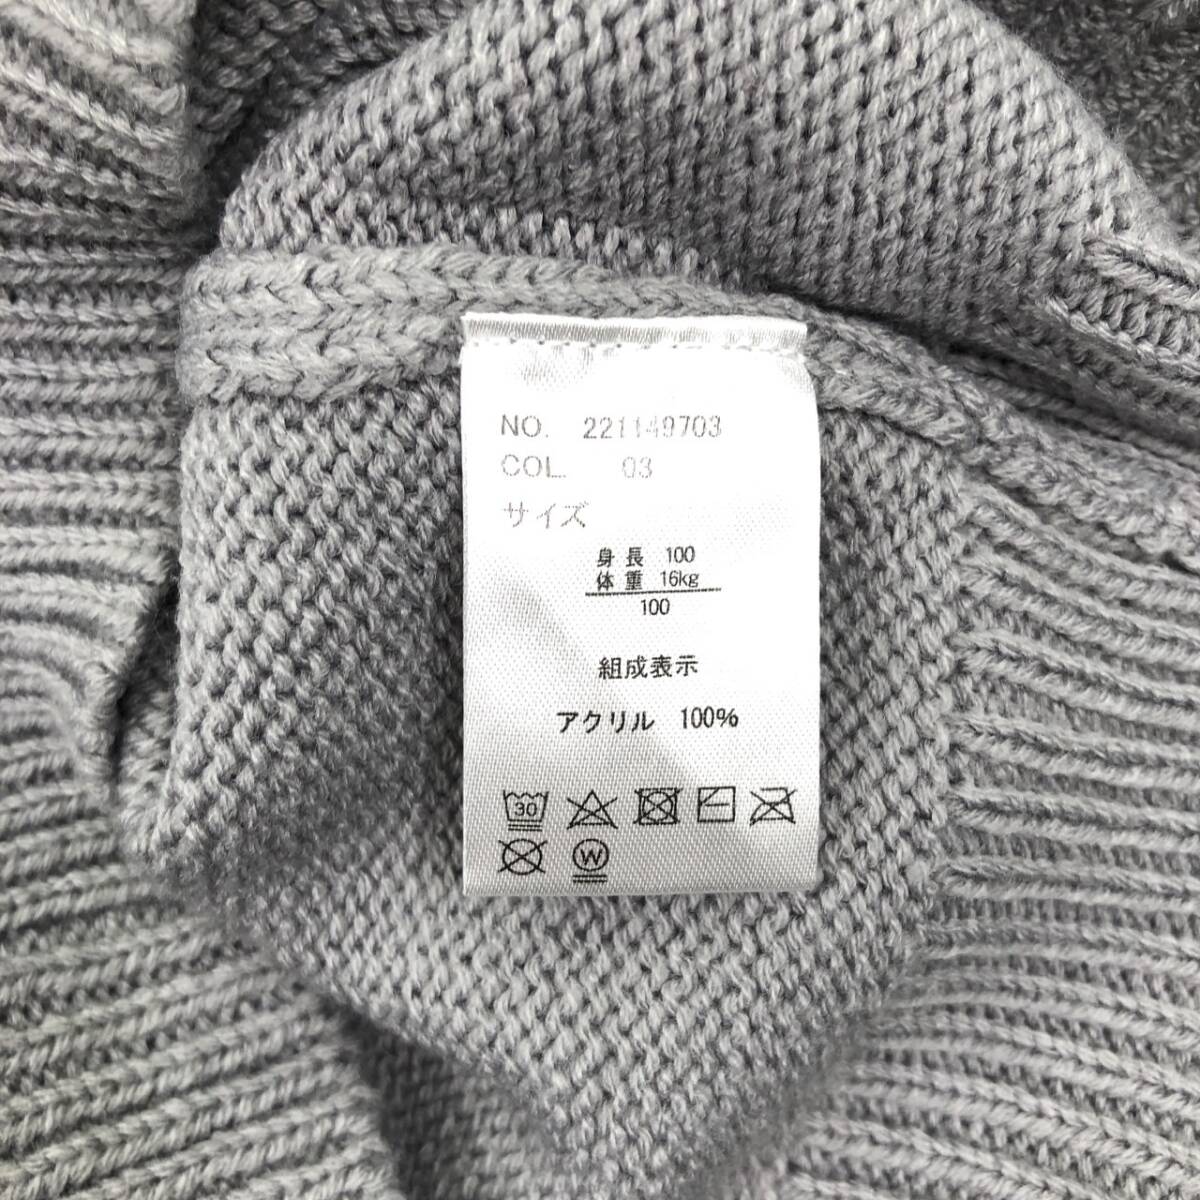 NO. 221149703
COL. 03
サイズ
身長 100
体重 16kg
100
組成表示
アクリル 100%
30
W